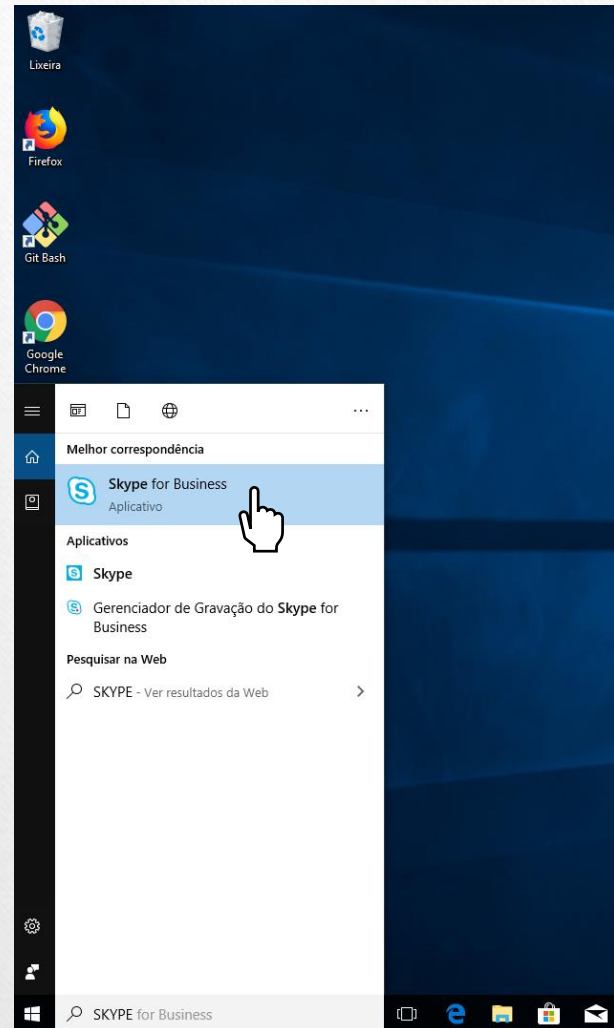 Lixeira
Firefox
Git Bash
Google
Chrome
Melhor correspondência
Skype for Business
Aplicativo
Aplicativos
Skype
Gerenciador de Gravação do Skype for
Business
Pesquisar na Web
SKYPE - Ver resultados da Web
SKYPE for Business